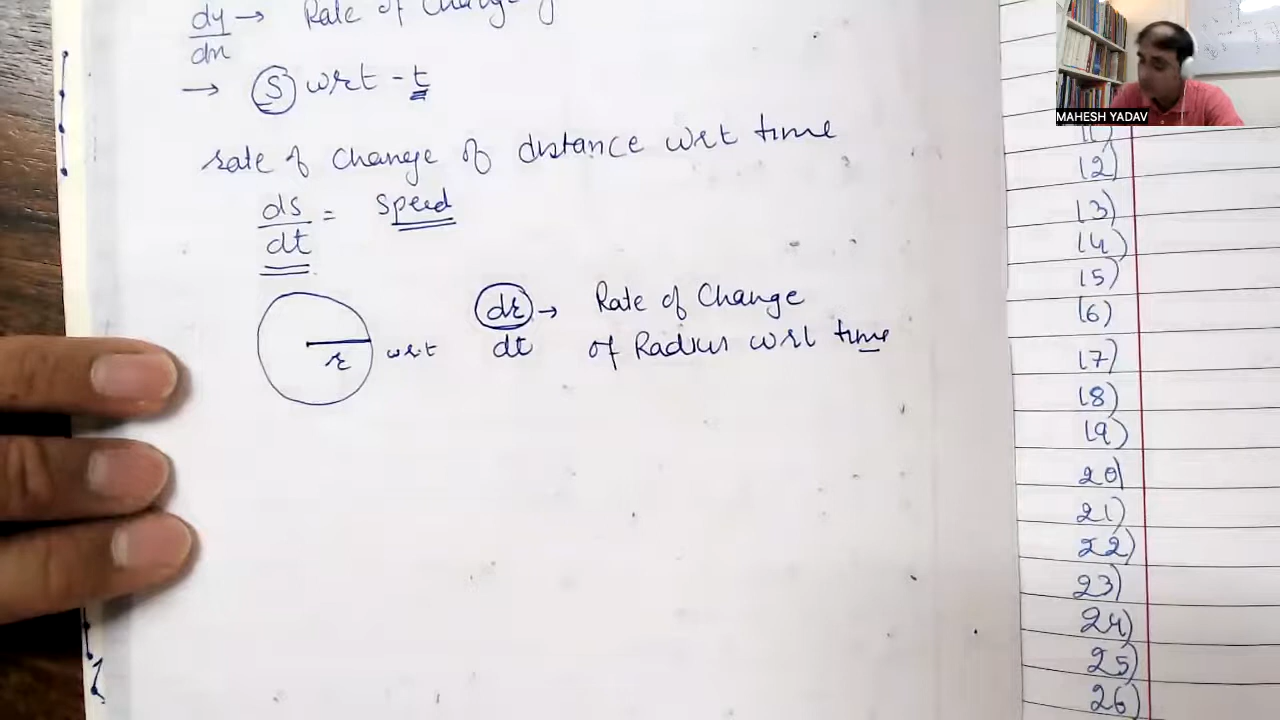 dy → Rate of Change
dx
→ S wrt - t
rate of change of distance wrt time
ds = speed
dt
r wrt
dr → Rate of Change
dt of Radius wrt time
MAHESH YADAV
11)
12)
13)
14)
15)
16)
17)
18)
19)
20)
21)
22)
23)
24)
25)
26)